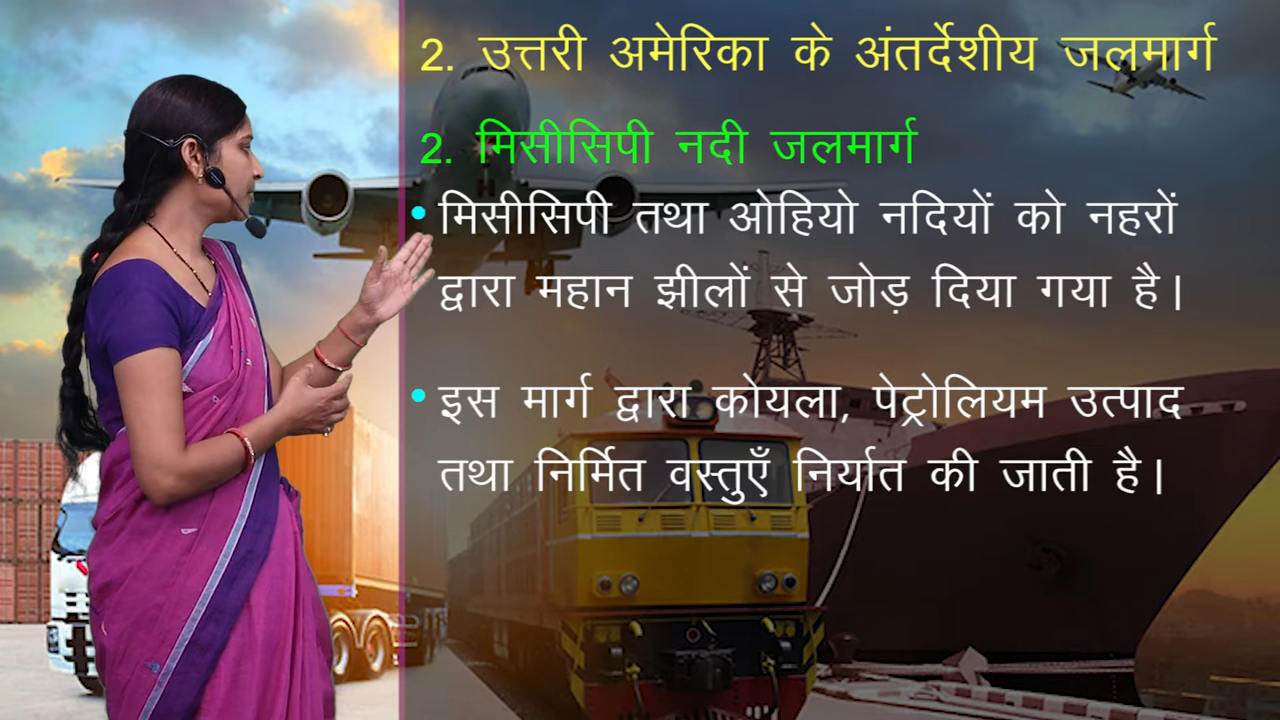 2. उत्तरी अमेरिका के अंतर्देशीय जलमार्ग
2. मिसीसिपी नदी जलमार्ग
• मिसीसिपी तथा ओहियो नदियों को नहरों
द्वारा महान झीलों से जोड़ दिया गया है।
• इस मार्ग द्वारा कोयला, पेट्रोलियम उत्पाद
तथा निर्मित वस्तुएँ निर्यात की जाती है।